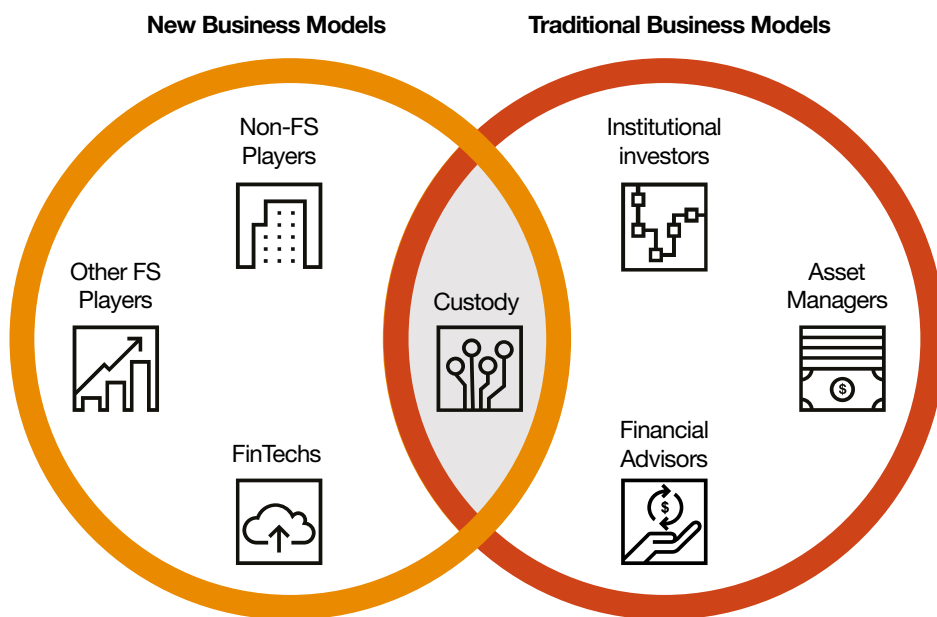 New Business Models
Traditional Business Models
Non-FS
Players
Institutional
investors
Other FS
Players
Custody
Asset
Managers
$
FinTechs
Financial
Advisors
$